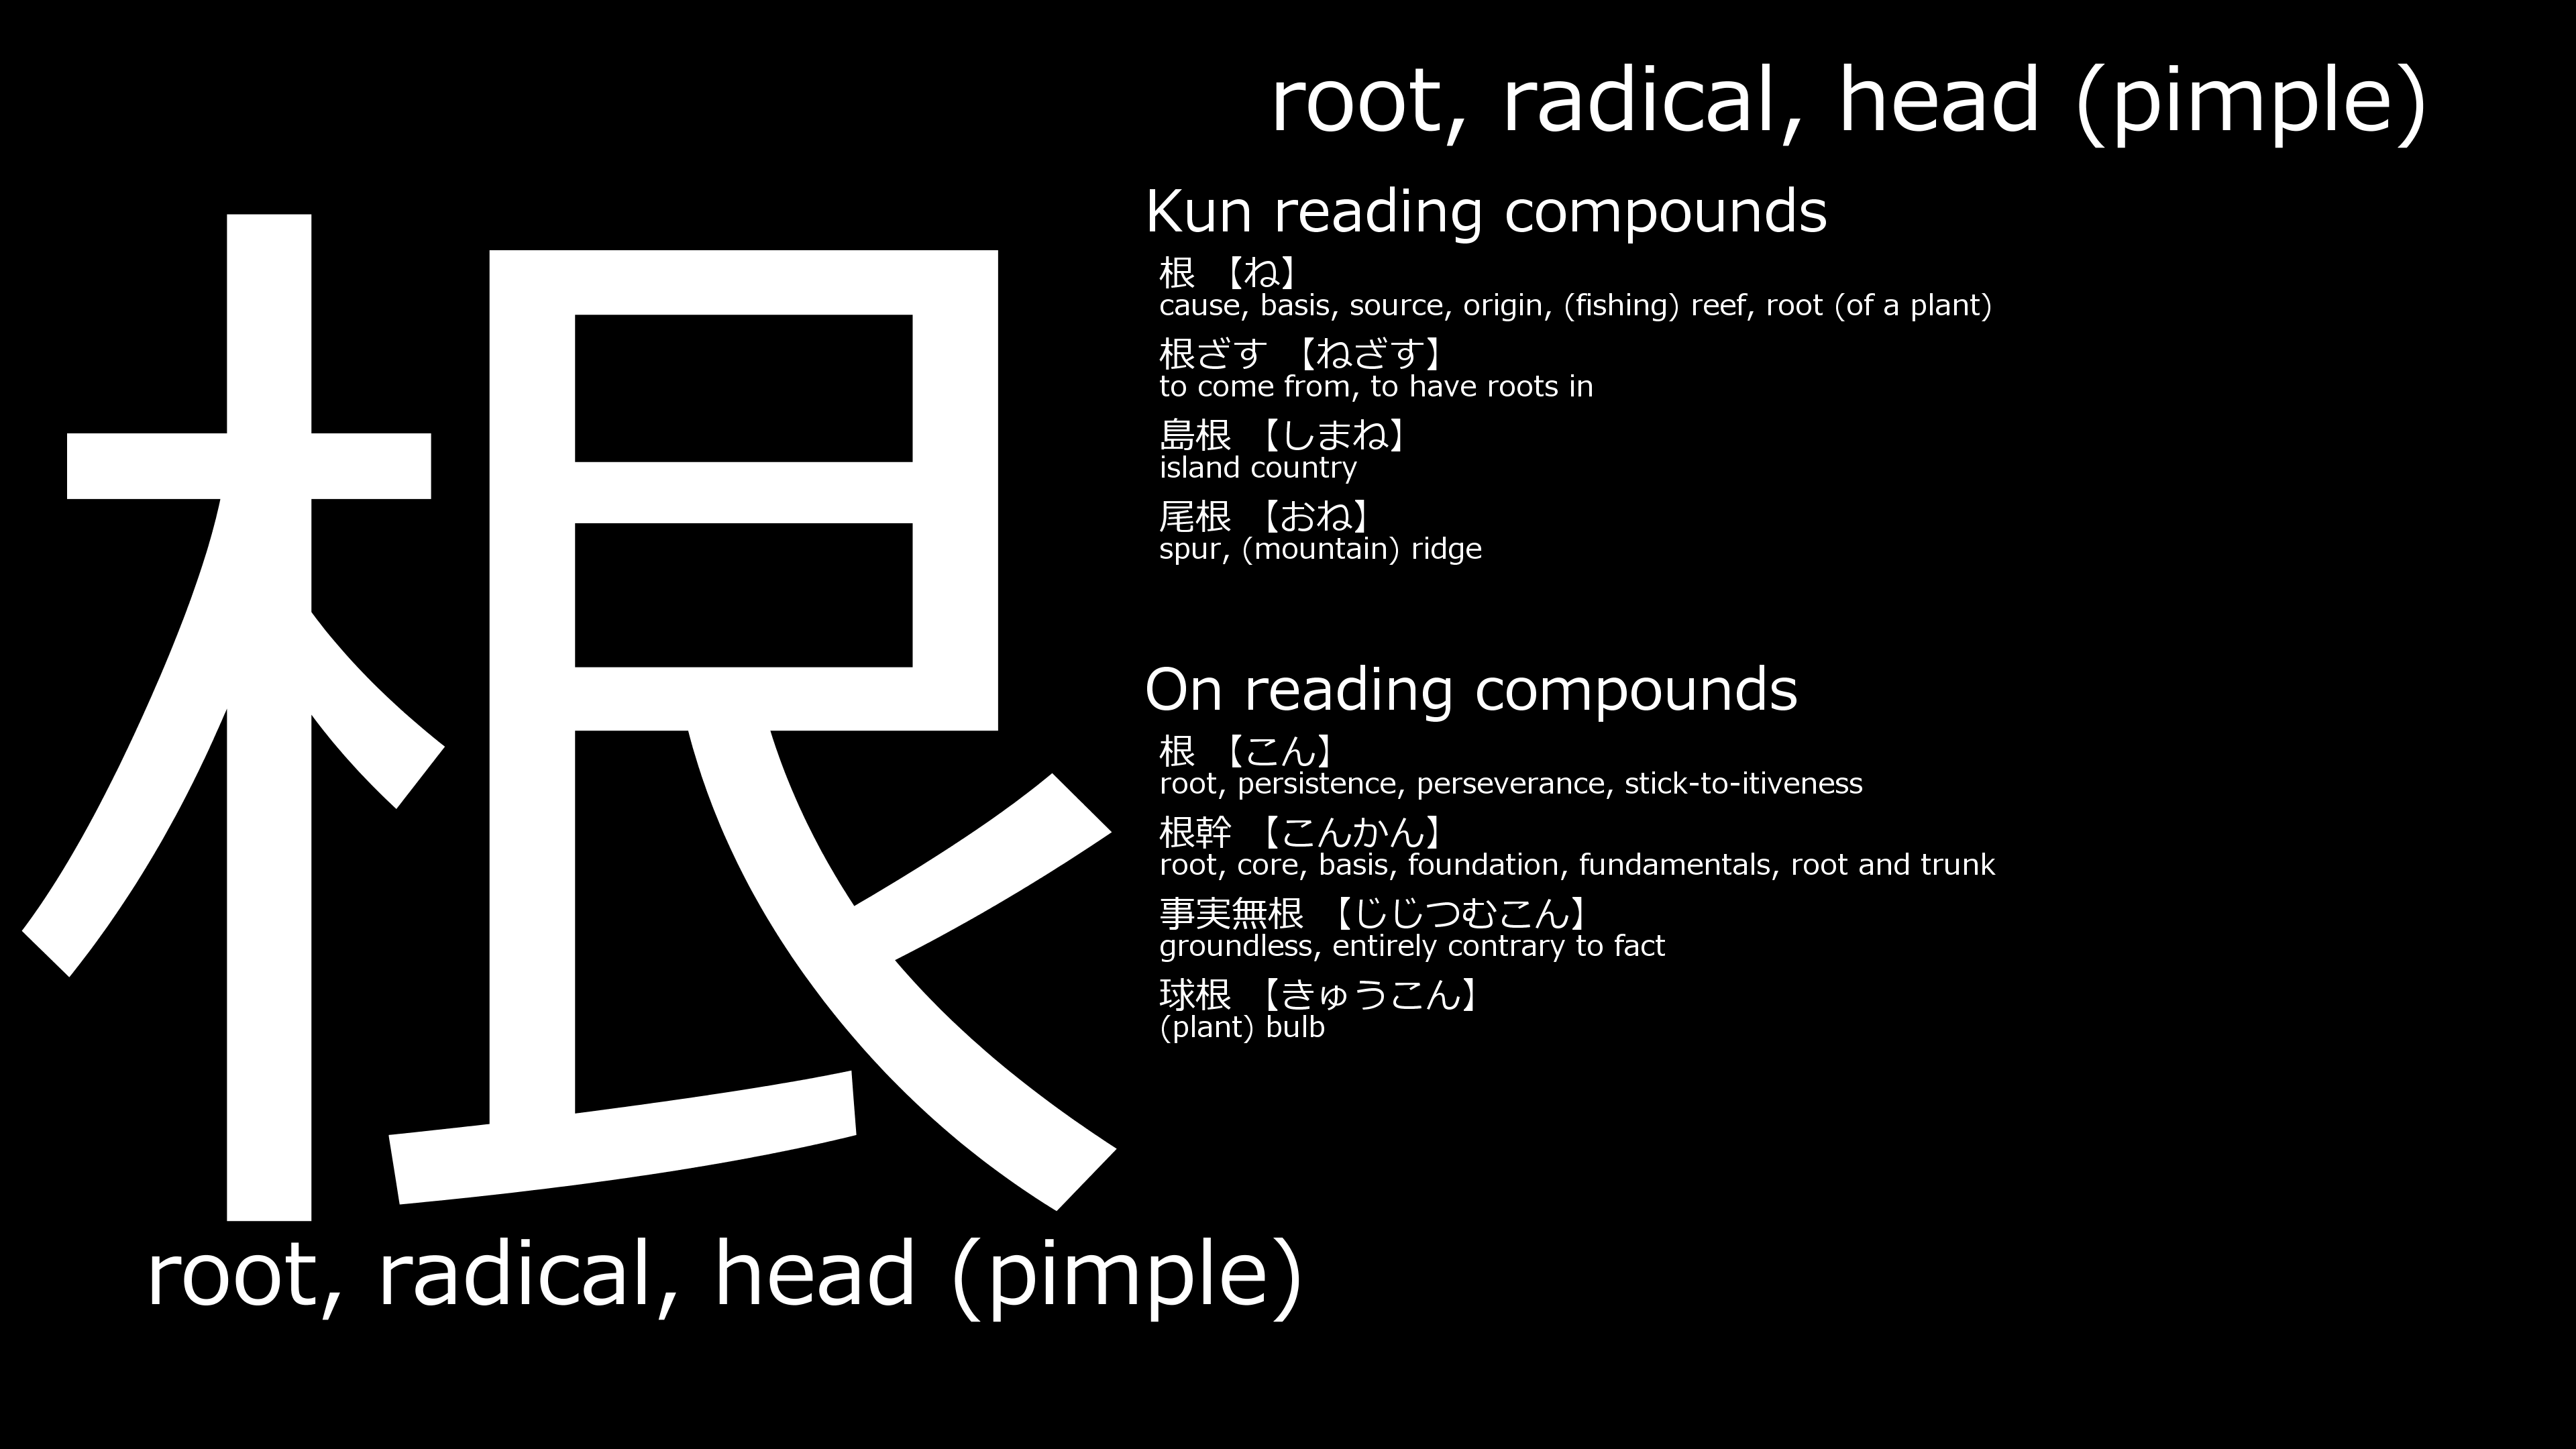 root, radical, head (pimple)
根
Kun reading compounds
根 【ね】
cause, basis, source, origin, (fishing) reef, root (of a plant)
根ざす 【ねざす】
to come from, to have roots in
島根 【しまね】
island country
尾根 【おね】
spur, (mountain) ridge
On reading compounds
根 【こん】
root, persistence, perseverance, stick-to-itiveness
根幹 【こんかん】
root, core, basis, foundation, fundamentals, root and trunk
事実無根 【じじつむこん】
groundless, entirely contrary to fact
球根 【きゅうこん】
(plant) bulb
root, radical, head (pimple)